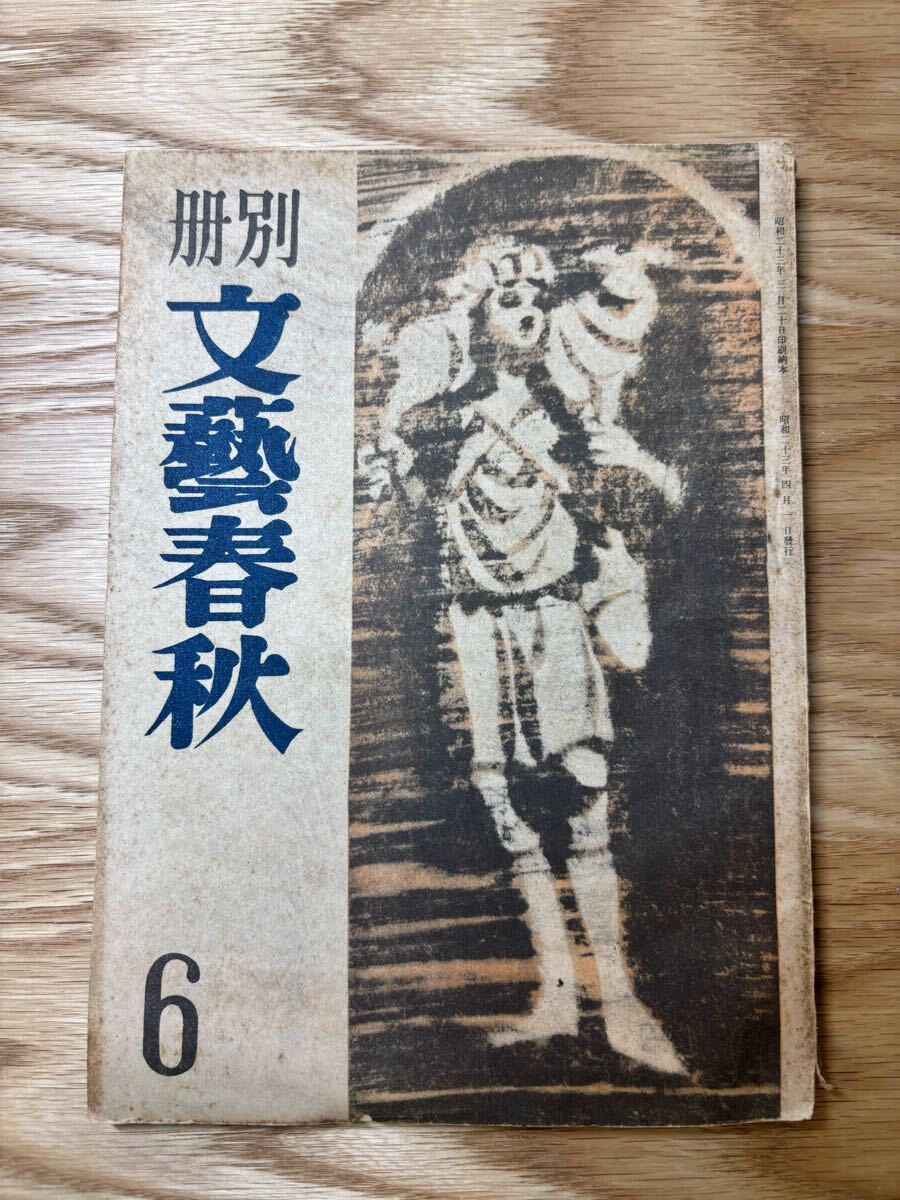 册別
文藝春秋
6
昭和二十三年三月二十日印刷納本
昭和二十三年四月一日發行